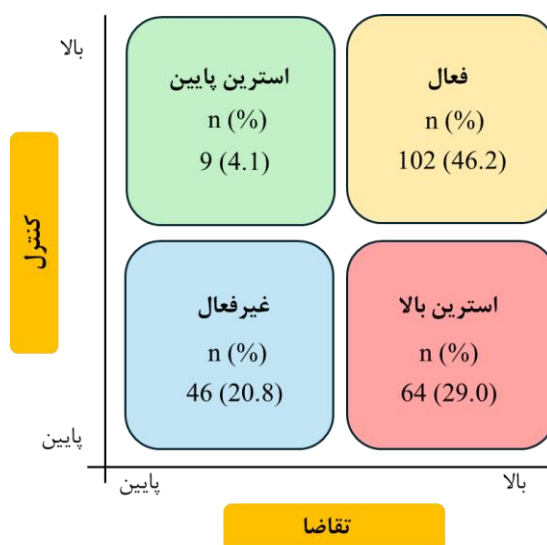 بالا
استرین پایین
n (%)
9 (4.1)
فعال
n (%)
102 (46.2)
کنترل
غیرفعال
n (%)
46 (20.8)
استرین بالا
n (%)
64 (29.0)
پایین
پایین
بالا
تقاضا